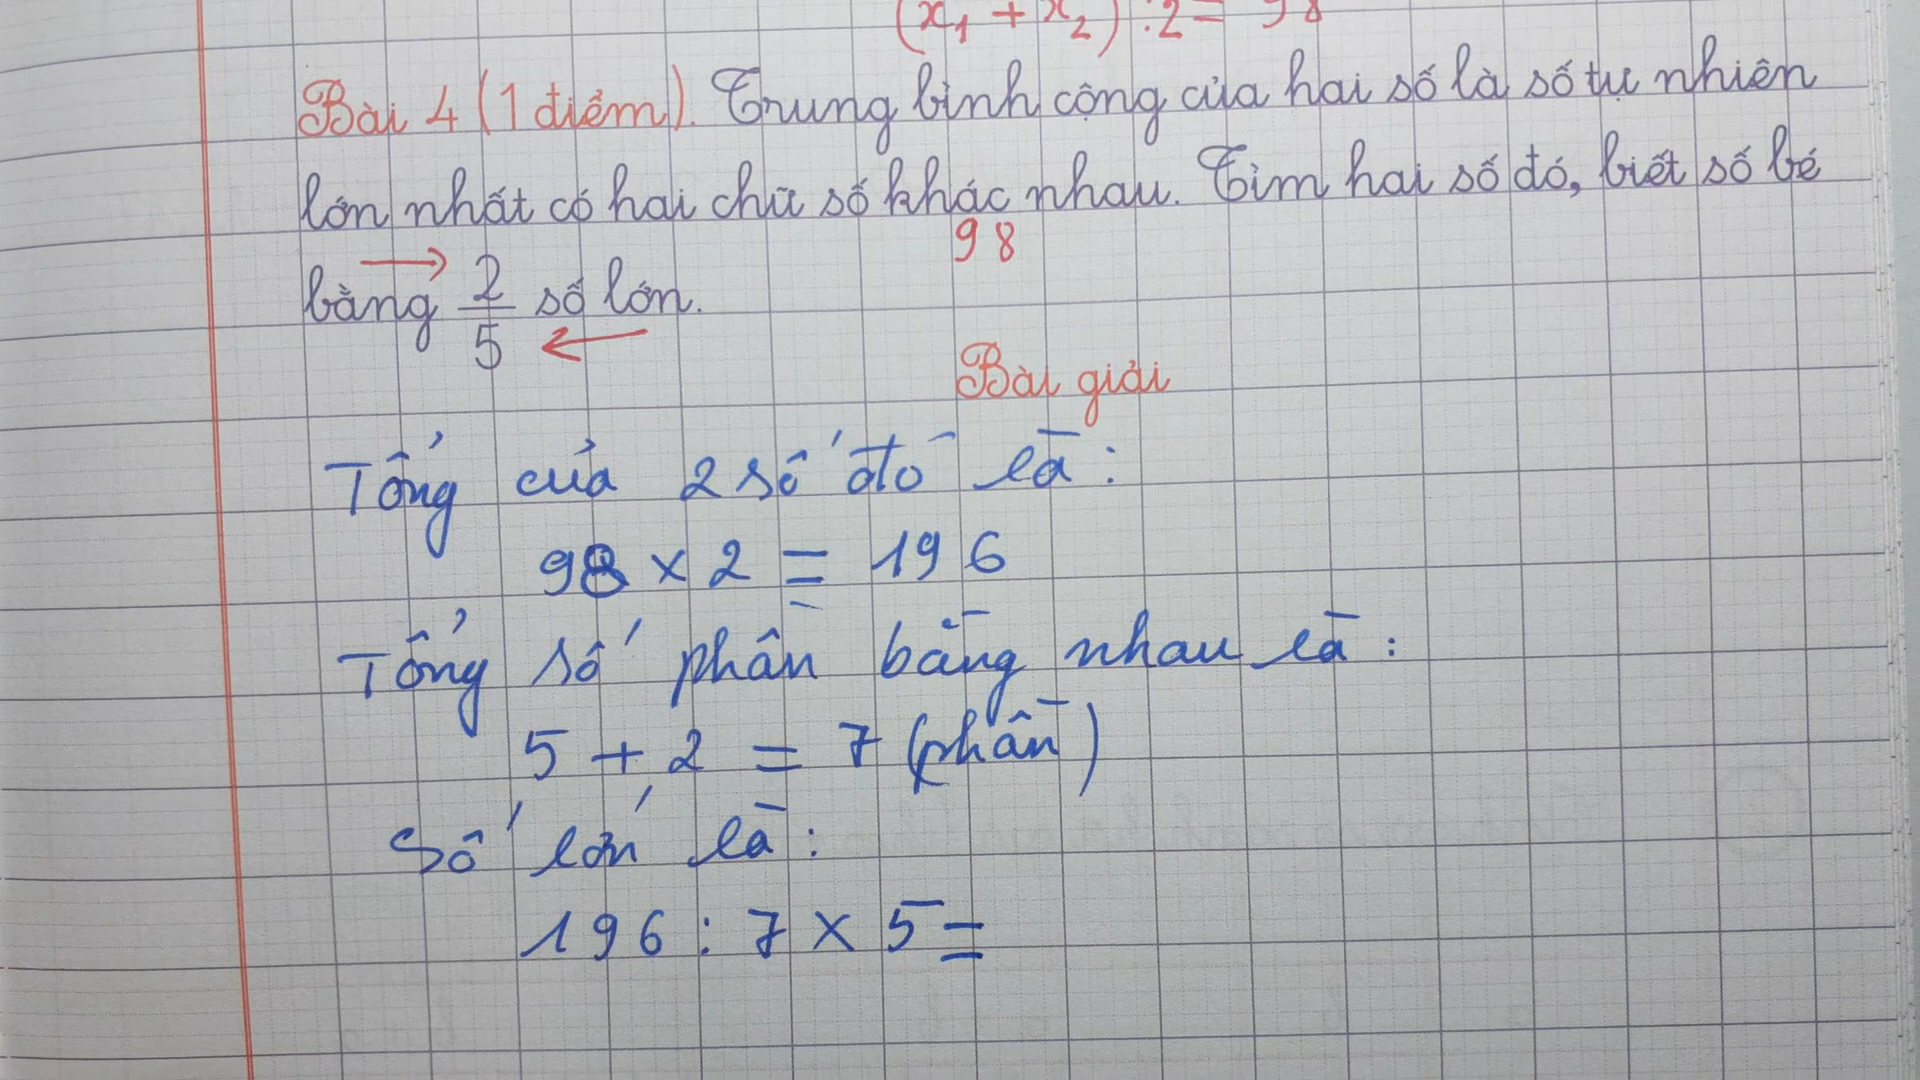 (x₁ + x₂) : 2 = 98
Bài 4 (1 điểm). Trung bình cộng của hai số là số tự nhiên
lớn nhất có hai chữ số khác nhau. Tìm hai số đó, biết số bé
98
bằng 2/5 số lớn.
Bài giải
Tổng của 2 số đó là:
98 x 2 = 196
Tổng số phần bằng nhau là:
5 + 2 = 7 (phần)
Số lớn là:
196 : 7 x 5 =